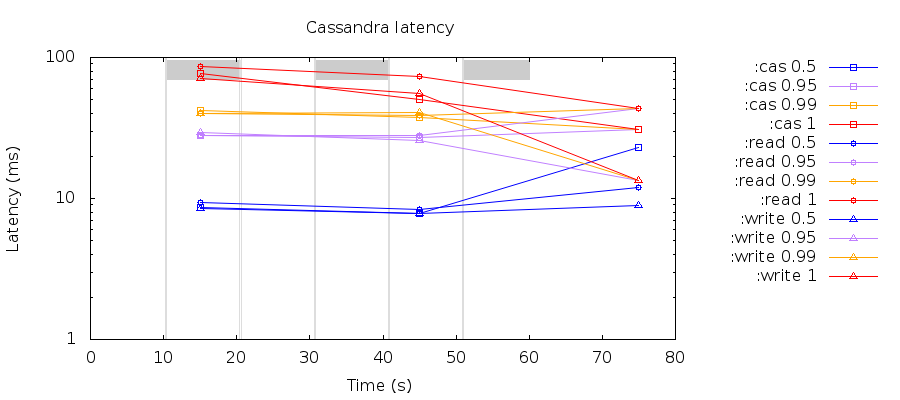 Cassandra latency
Latency (ms)
100
10
1
0 10 20 30 40 50 60 70 80
Time (s)
:cas 0.5
:cas 0.95
:cas 0.99
:cas 1
:read 0.5
:read 0.95
:read 0.99
:read 1
:write 0.5
:write 0.95
:write 0.99
:write 1